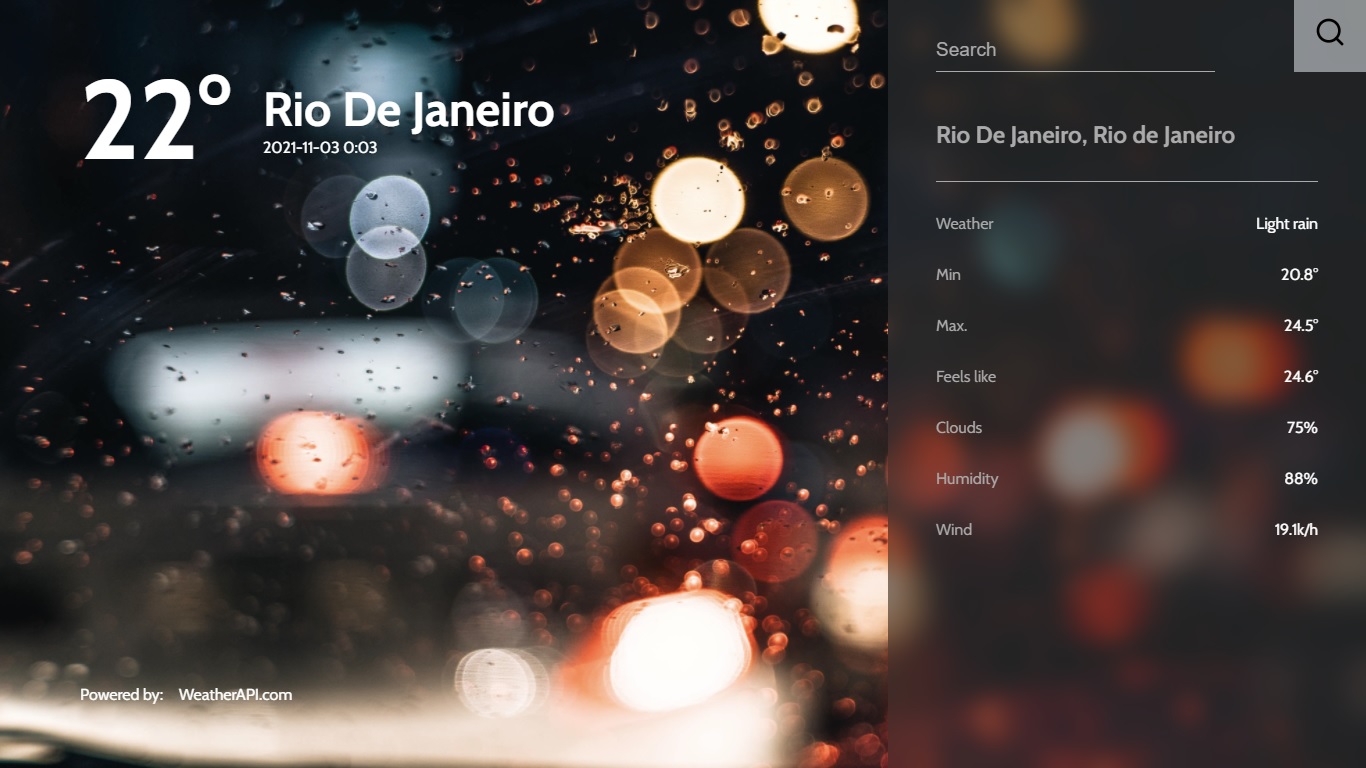 22°
Rio De Janeiro
2021-11-03 0:03
Search
Rio De Janeiro, Rio de Janeiro
Weather Light rain
Min 20.8°
Max. 24.5°
Feels like 24.6°
Clouds 75%
Humidity 88%
Wind 19.1k/h
Powered by: WeatherAPI.com